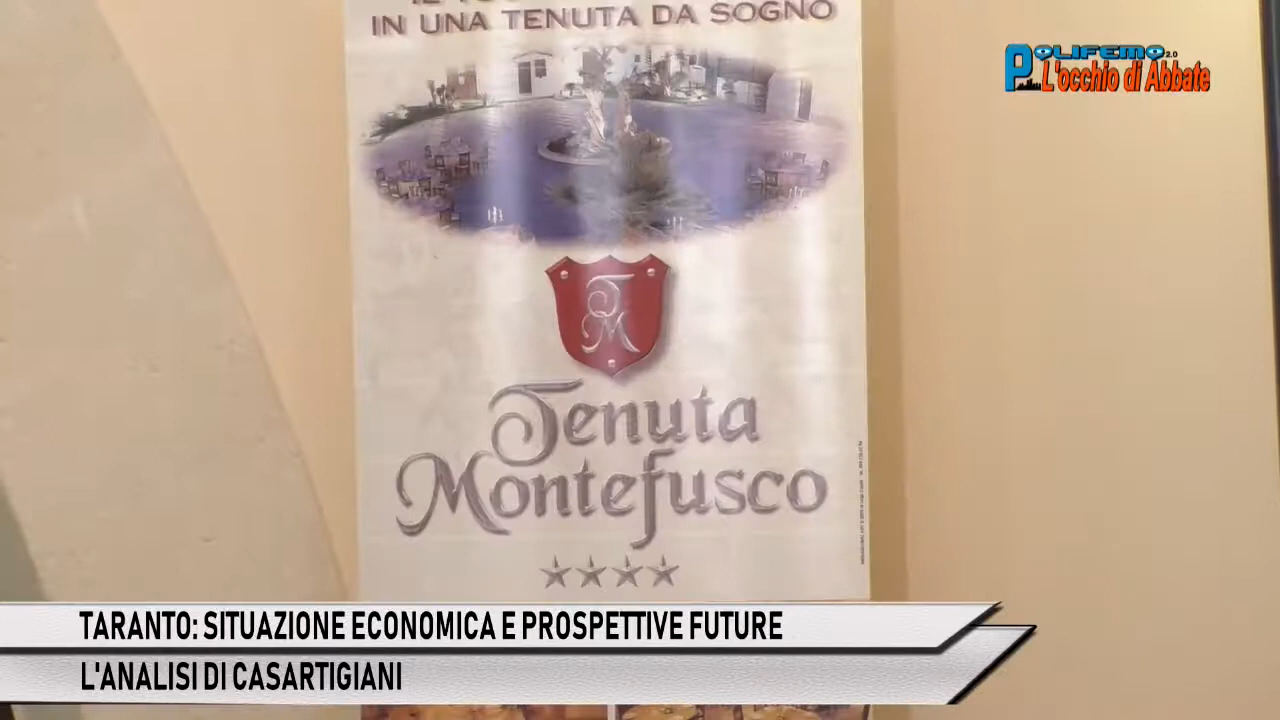 IN UNA TENUTA DA SOGNO
POLIFEMO 2.0
L'occhio di Abbate
TM
Tenuta
Montefusco
TARANTO: SITUAZIONE ECONOMICA E PROSPETTIVE FUTURE
L'ANALISI DI CASARTIGIANI